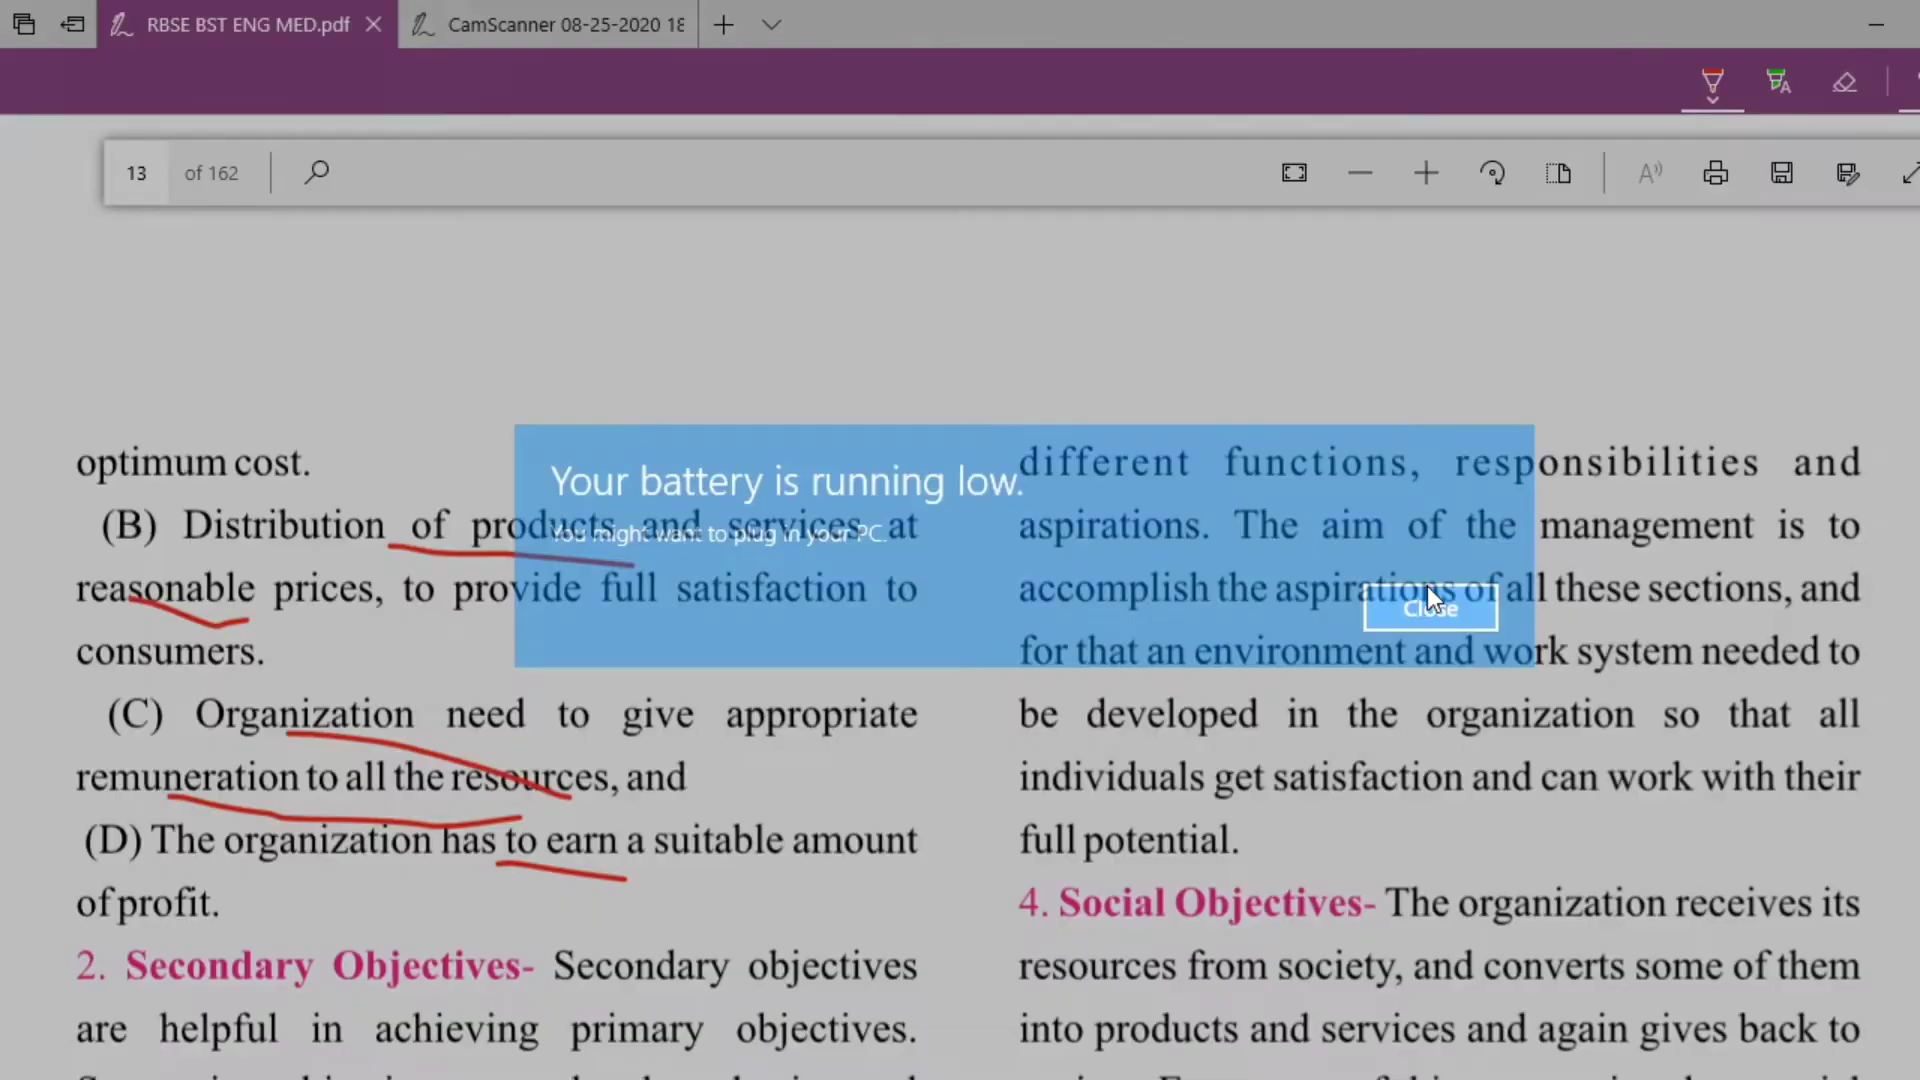 RBSE BST ENG MED.pdf
CamScanner 08-25-2020 18
13 of 162
optimum cost.
(B) Distribution of products and services at
reasonable prices, to provide full satisfaction to
consumers.
(C) Organization need to give appropriate
remuneration to all the resources, and
(D) The organization has to earn a suitable amount
of profit.
2. Secondary Objectives- Secondary objectives
are helpful in achieving primary objectives.
different functions, responsibilities and
aspirations. The aim of the management is to
accomplish the aspirations of all these sections, and
for that an environment and work system needed to
be developed in the organization so that all
individuals get satisfaction and can work with their
full potential.
4. Social Objectives- The organization receives its
resources from society, and converts some of them
into products and services and again gives back to
Your battery is running low.
You might want to plug in your PC.
Close